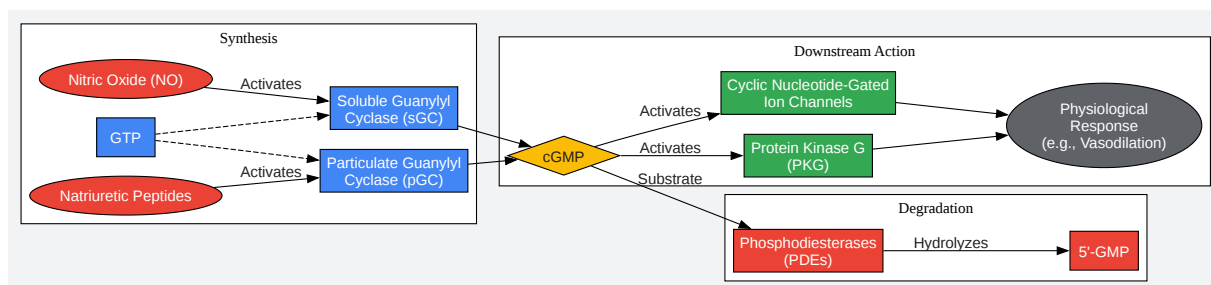 Synthesis
Nitric Oxide (NO)
Activates
Soluble Guanylyl
Cyclase (sGC)
GTP
Particulate Guanylyl
Cyclase (pGC)
Activates
Natriuretic Peptides
Downstream Action
cGMP
Activates
Cyclic Nucleotide-Gated
Ion Channels
Activates
Protein Kinase G
(PKG)
Physiological
Response
(e.g., Vasodilation)
Substrate
Degradation
Phosphodiesterases
(PDEs)
Hydrolyzes
5'-GMP